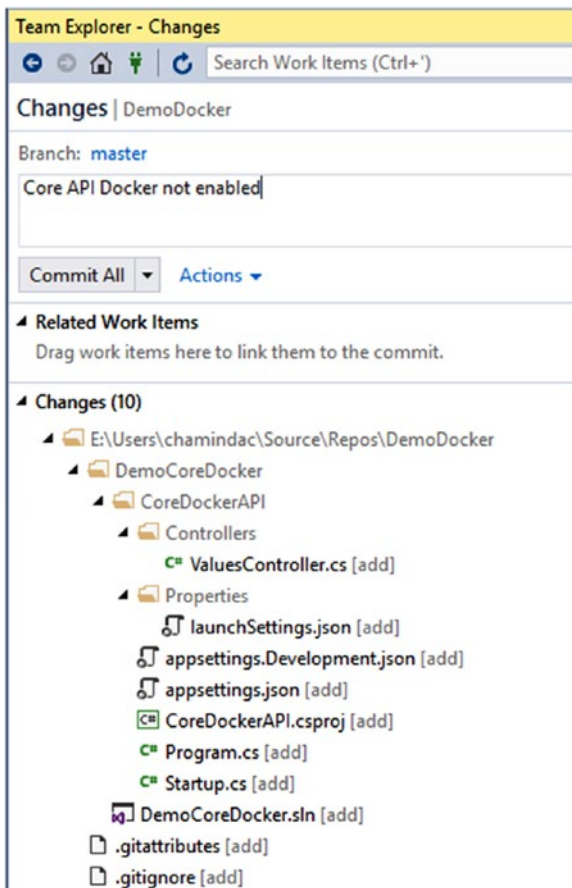 Team Explorer - Changes
Search Work Items (Ctrl+')
Changes | DemoDocker
Branch: master
Core API Docker not enabled
Commit All Actions
Related Work Items
Drag work items here to link them to the commit.
Changes (10)
E:\Users\chamindac\Source\Repos\DemoDocker
DemoCoreDocker
CoreDockerAPI
Controllers
C# ValuesController.cs [add]
Properties
launchSettings.json [add]
appsettings.Development.json [add]
appsettings.json [add]
C# CoreDockerAPI.csproj [add]
C# Program.cs [add]
C# Startup.cs [add]
DemoCoreDocker.sln [add]
.gitattributes [add]
.gitignore [add]